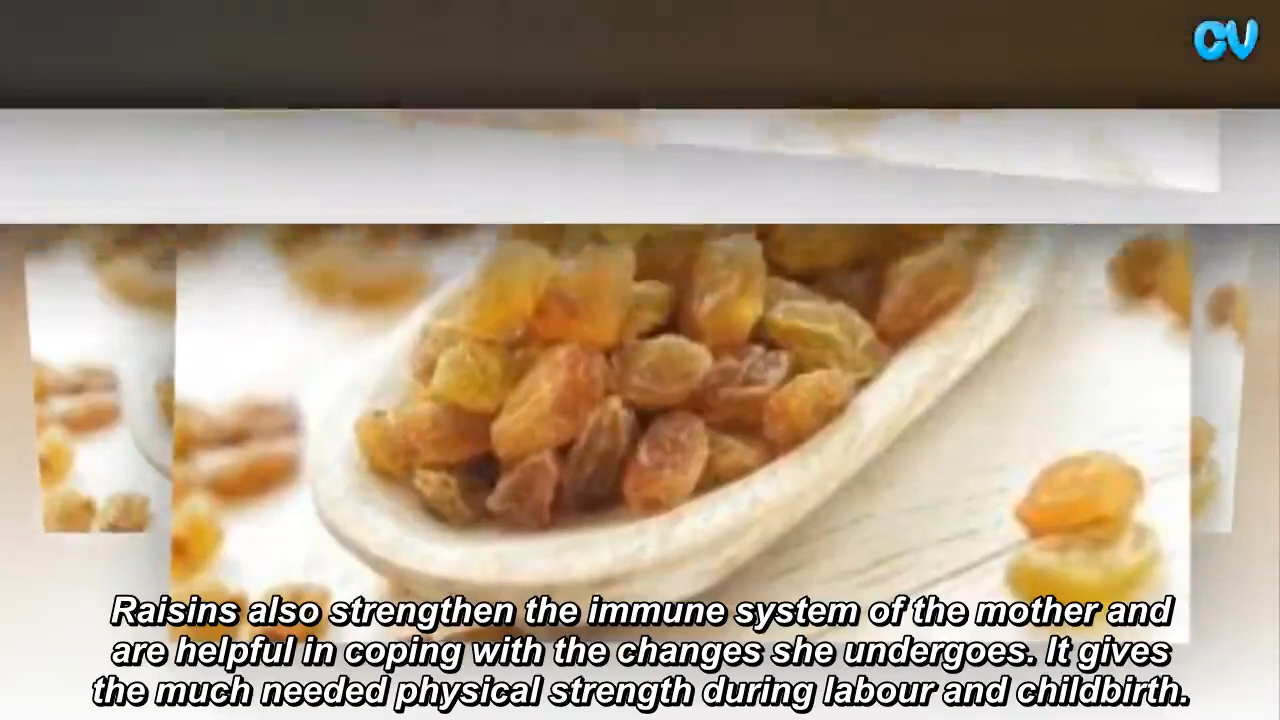 CV
Raisins also strengthen the immune system of the mother and
are helpful in coping with the changes she undergoes. It gives
the much needed physical strength during labour and childbirth.